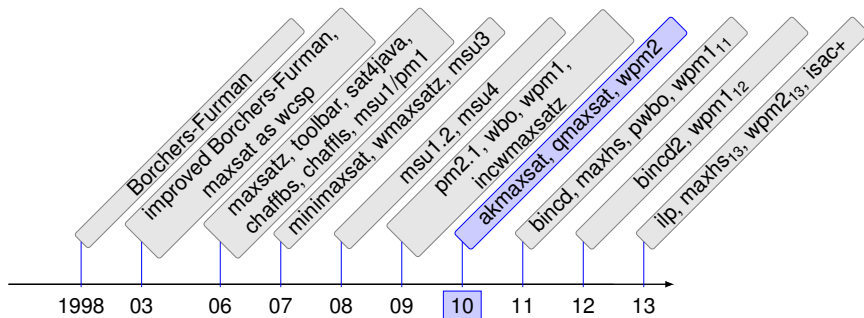 Borchers-Furman
improved Borchers-Furman,
maxsat as wcsp
maxsatz, toolbar, sat4java,
chaffbs, chaffls, msu1/pm1
minimaxsat, wmaxsatz, msu3
msu1.2, msu4
pm2.1, wbo, wpm1,
incwmaxsatz
akmaxsat, qmaxsat, wpm2
bincd, maxhs, pwbo, wpm1₁₁
bincd2, wpm1₁₂
ilp, maxhs₁₃, wpm2₁₃, isac+
1998 03 06 07 08 09 10 11 12 13